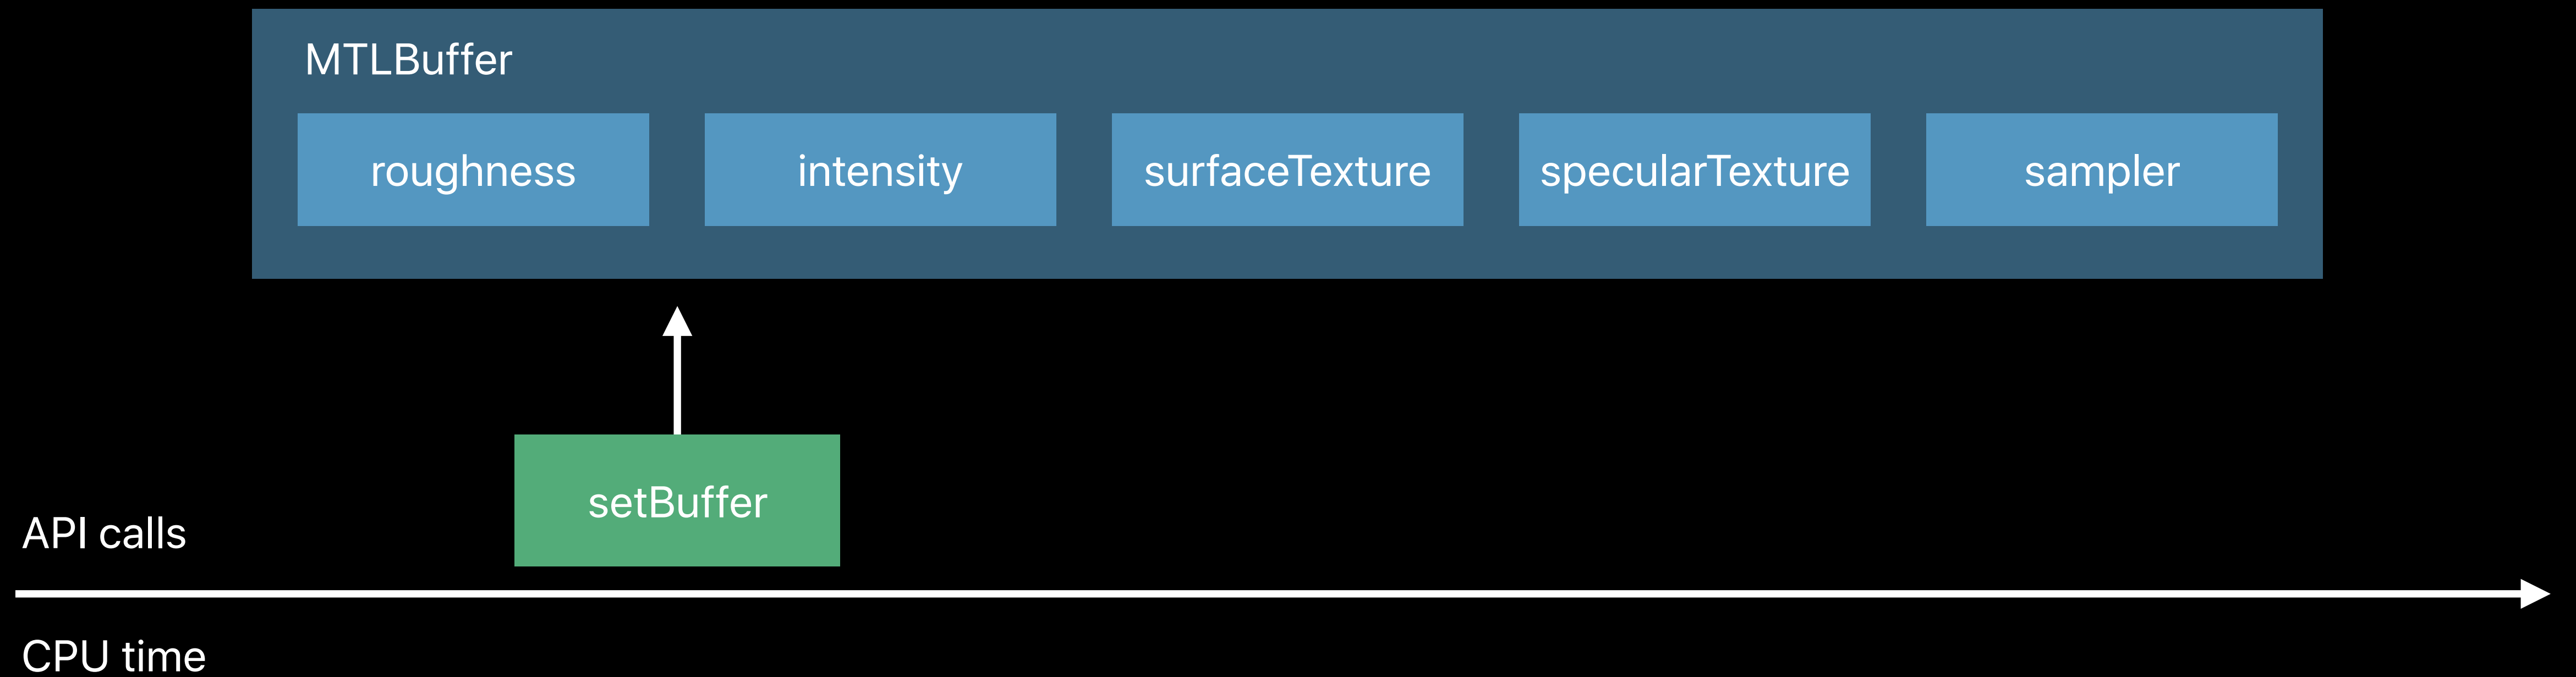 MTLBuffer
roughness
intensity
surfaceTexture
specularTexture
sampler
setBuffer
API calls
CPU time